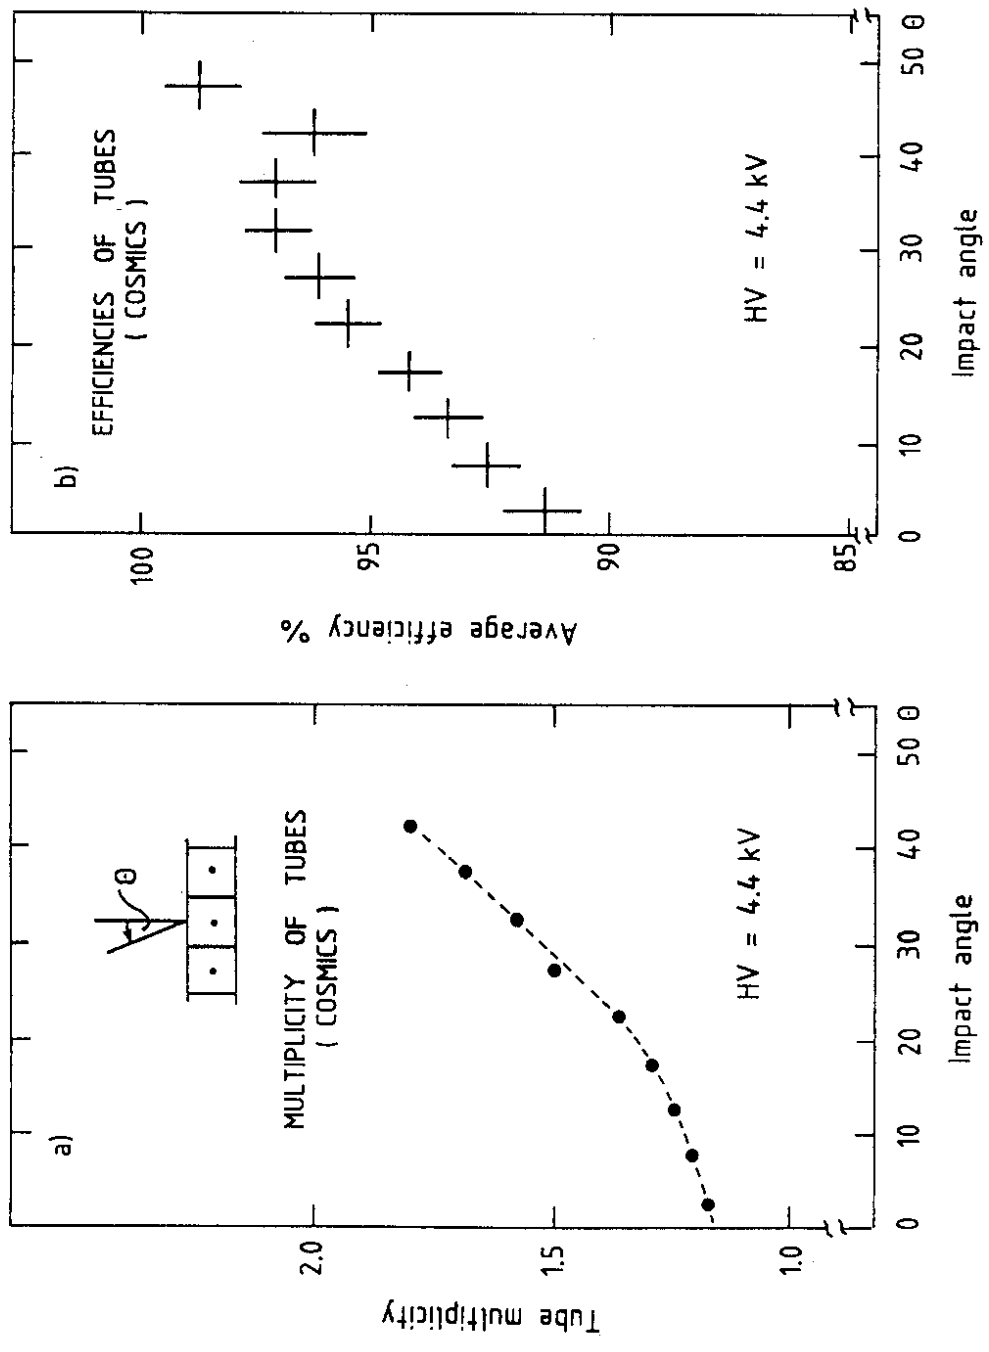 a)
θ
MULTIPLICITY OF TUBES
( COSMICS )
HV = 4.4 kV
2.0
1.5
1.0
Tube multiplicity
0 10 20 30 40 50 θ
Impact angle
b)
EFFICIENCIES OF TUBES
( COSMICS )
HV = 4.4 kV
100
95
90
85
Average efficiency %
0 10 20 30 40 50 θ
Impact angle